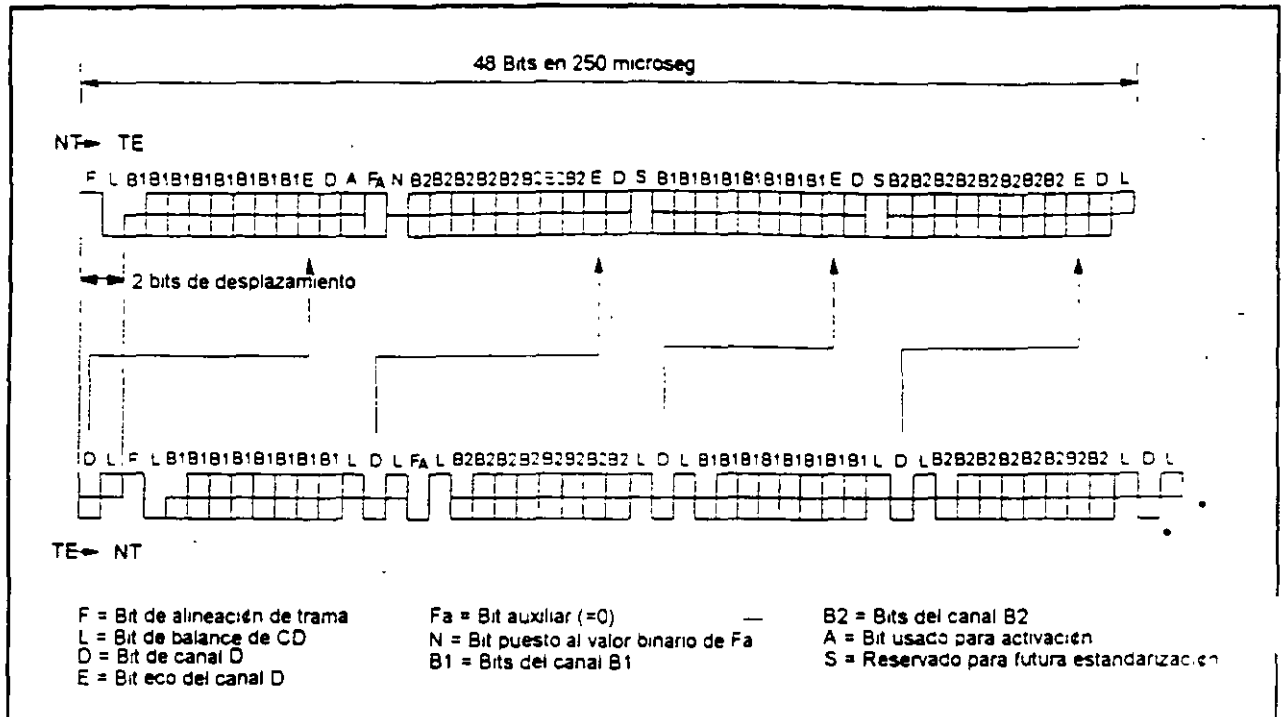 48 Bits en 250 microseg
NT TE
F L B1B1B1B1B1B1B1B1E D A FA N B2B2B2B2B2B2B2B2E D S B1B1B1B1B1B1B1B1E D S B2B2B2B2B2B2B2B2 E D L
2 bits de desplazamiento
D L F L B1B1B1B1B1B1B1B1 L D L FA L B2B2B2B2B2B2B2B2 L D L B1B1B1B1B1B1B1B1 L D L B2B2B2B2B2B2B2B2 L D L
TE NT
F = Bit de alineación de trama
L = Bit de balance de CD
D = Bit de canal D
E = Bit eco del canal D
Fa = Bit auxiliar (=0)
N = Bit puesto al valor binario de Fa
B1 = Bits del canal B1
B2 = Bits del canal B2
A = Bit usado para activación
S = Reservado para futura estandarización